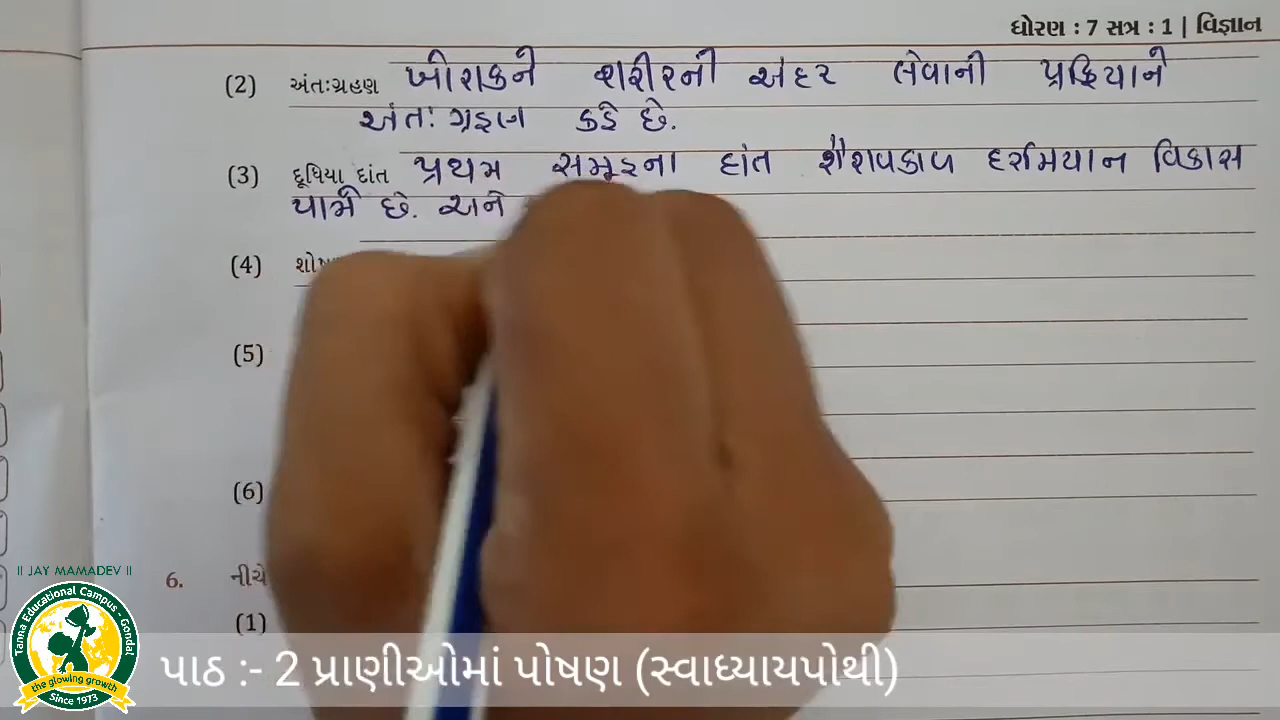 ધોરણ : 7 સત્ર : 1 | વિજ્ઞાન
(2) અંતઃગ્રહણ ખોરાકને શરીરની અંદર લેવાની પ્રક્રિયાને
અંતઃ ગ્રહણ કહે છે.
(3) દૂધિયા દાંત પ્રથમ સમૂહના દાંત શૈશવકાળ દરમિયાન વિકાસ
પામે છે. અને
(4)
(5)
(6)
6. નીચે
(1)
|| JAY MAMADEV ||
Tanna Educational Campus - Gondal
the glowing growth
Since 1973
પાઠ :- 2 પ્રાણીઓમાં પોષણ (સ્વાધ્યાયપોથી)